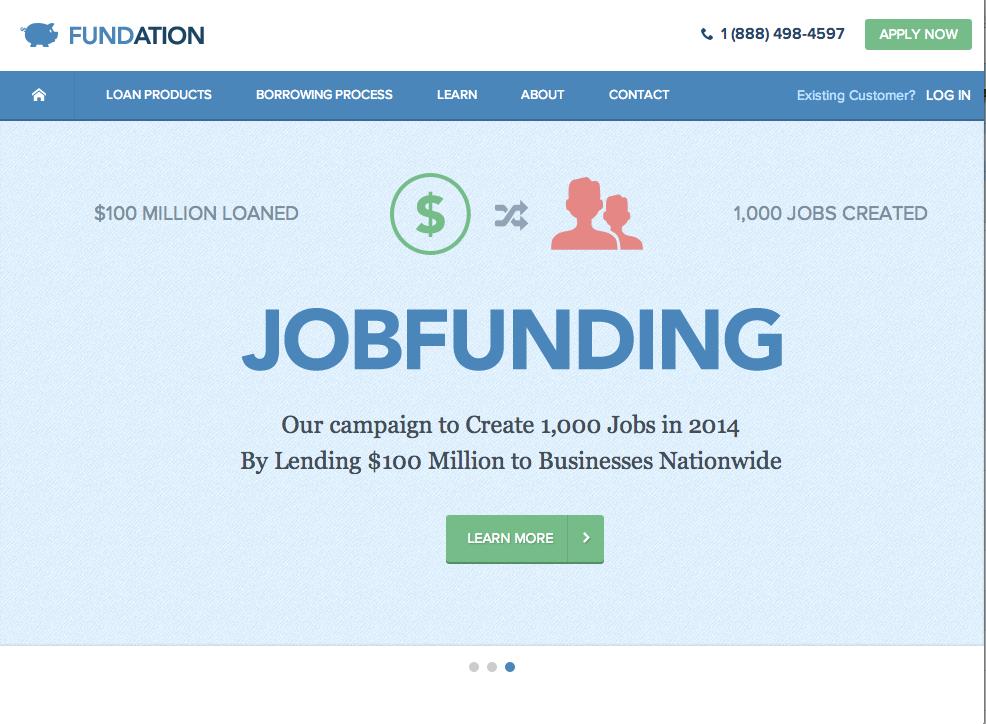 FUNDATION
1 (888) 498-4597
APPLY NOW
LOAN PRODUCTS
BORROWING PROCESS
LEARN
ABOUT
CONTACT
Existing Customer? LOG IN
$100 MILLION LOANED
$
1,000 JOBS CREATED
JOBFUNDING
Our campaign to Create 1,000 Jobs in 2014
By Lending $100 Million to Businesses Nationwide
LEARN MORE